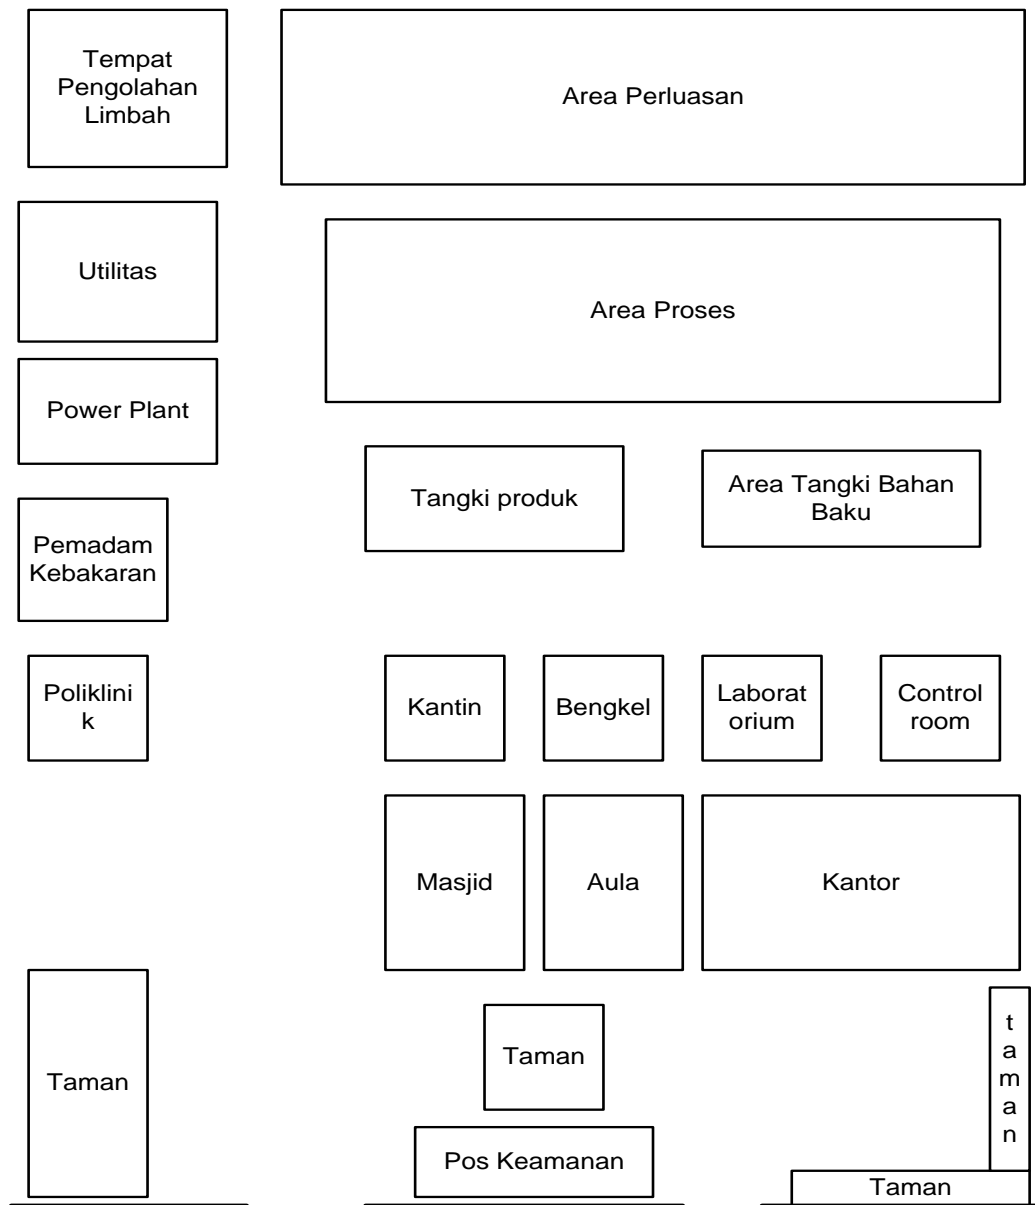 Tempat
Pengolahan
Limbah
Area Perluasan
Utilitas
Area Proses
Power Plant
Tangki produk
Area Tangki Bahan
Baku
Pemadam
Kebakaran
Poliklini
k
Kantin
Bengkel
Laborat
orium
Control
room
Masjid
Aula
Kantor
Taman
Taman
t
a
m
a
n
Pos Keamanan
Taman